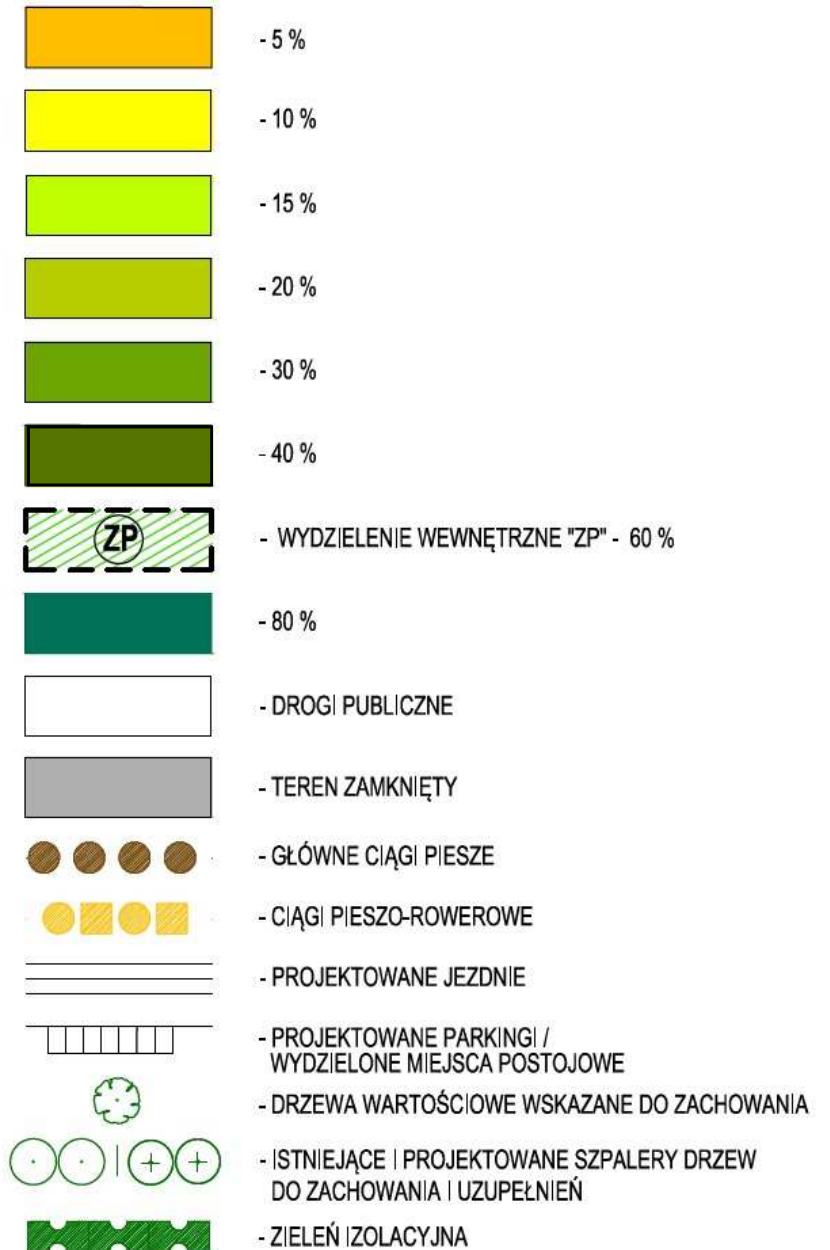 - 5 %
- 10 %
- 15 %
- 20 %
- 30 %
- 40 %
ZP - WYDZIELENIE WEWNĘTRZNE "ZP" - 60 %
- 80 %
- DROGI PUBLICZNE
- TEREN ZAMKNIĘTY
- GŁÓWNE CIĄGI PIESZE
- CIĄGI PIESZO-ROWEROWE
- PROJEKTOWANE JEZDNIE
- PROJEKTOWANE PARKINGI /
WYDZIELONE MIEJSCA POSTOJOWE
- DRZEWA WARTOŚCIOWE WSKAZANE DO ZACHOWANIA
- ISTNIEJĄCE I PROJEKTOWANE SZPALERY DRZEW
DO ZACHOWANIA I UZUPEŁNIEŃ
- ZIELEŃ IZOLACYJNA